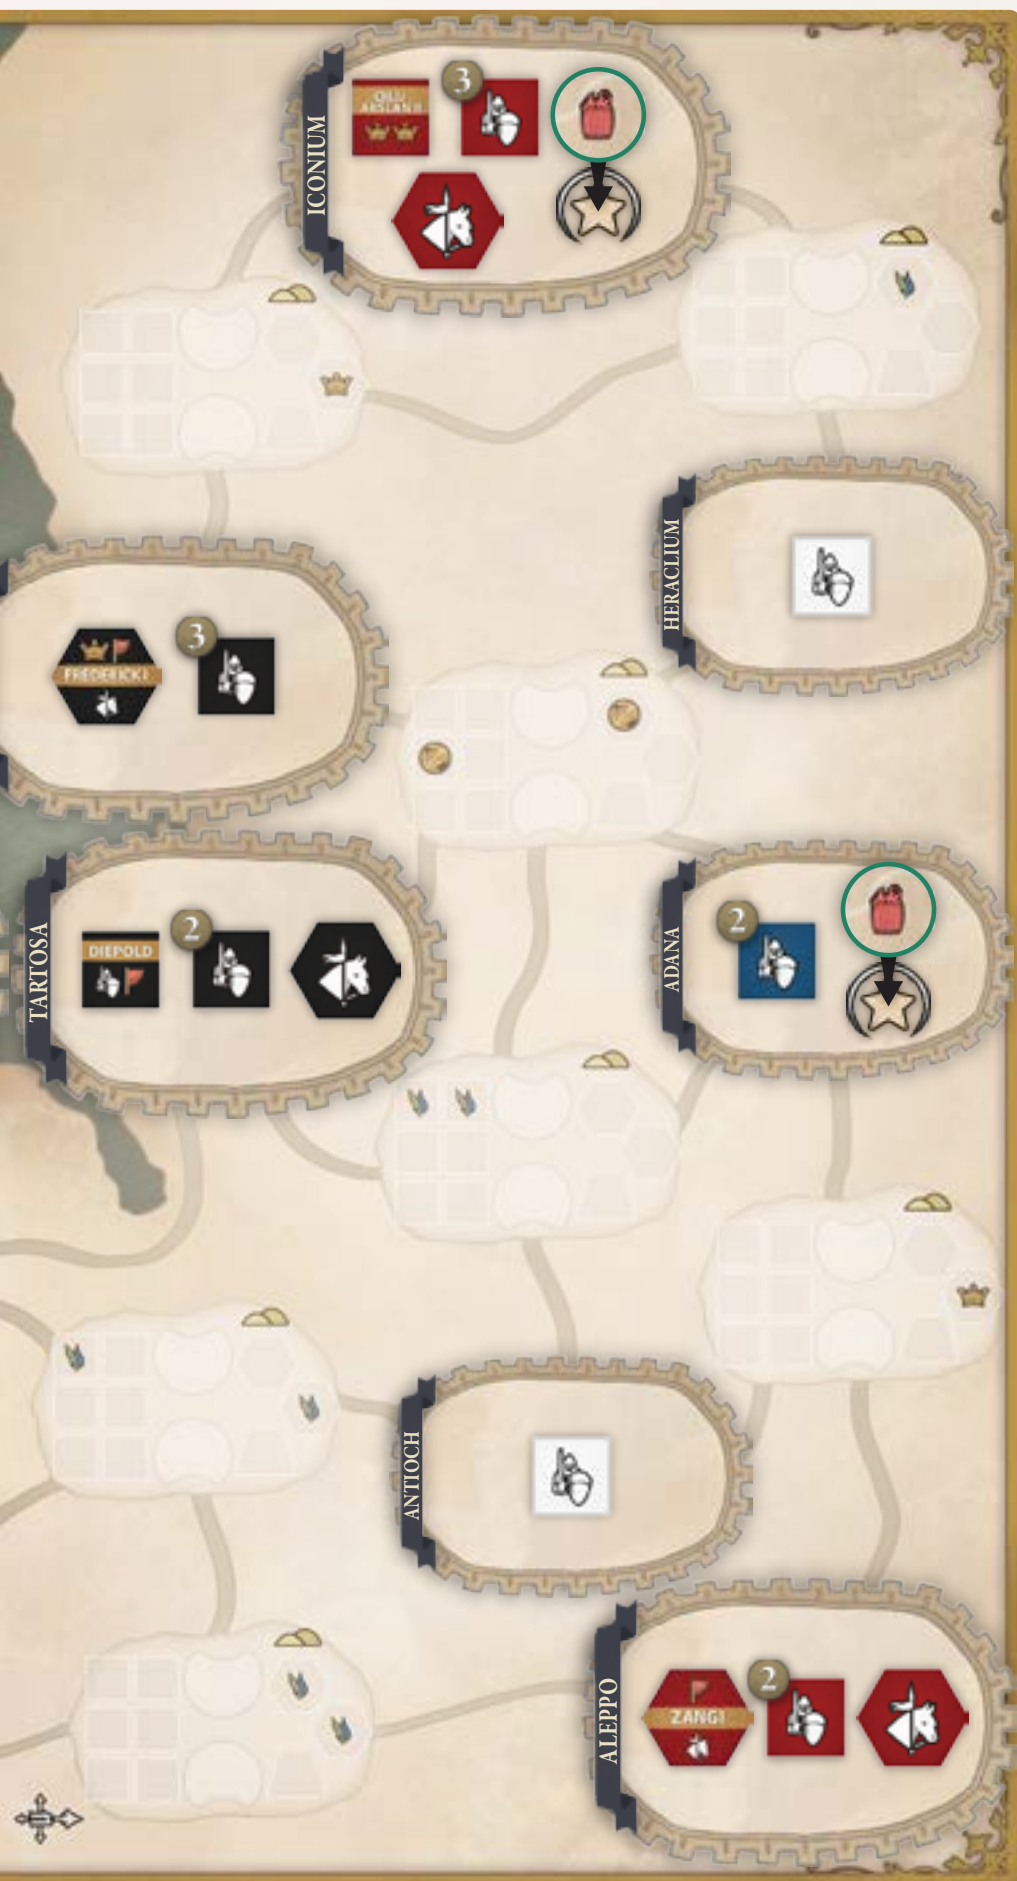 ICONIUM
QILIJ
ARSLAN II
3
HERACLIUM
FREDERICK I
3
TARTOSA
DIEPOLD
2
ADANA
2
ANTIOCH
ALEPPO
ZANGI
2